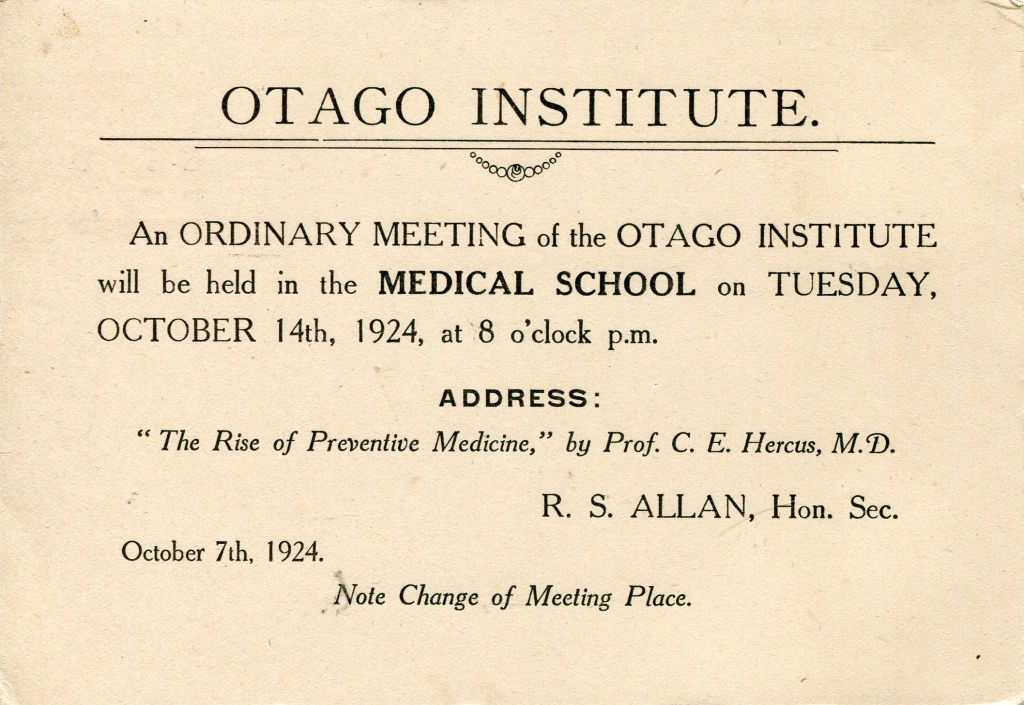 OTAGO INSTITUTE.
An ORDINARY MEETING of the OTAGO INSTITUTE
will be held in the MEDICAL SCHOOL on TUESDAY,
OCTOBER 14th, 1924, at 8 o'clock p.m.
ADDRESS:
“ The Rise of Preventive Medicine,” by Prof. C. E. Hercus, M.D.
R. S. ALLAN, Hon. Sec.
October 7th, 1924.
Note Change of Meeting Place.